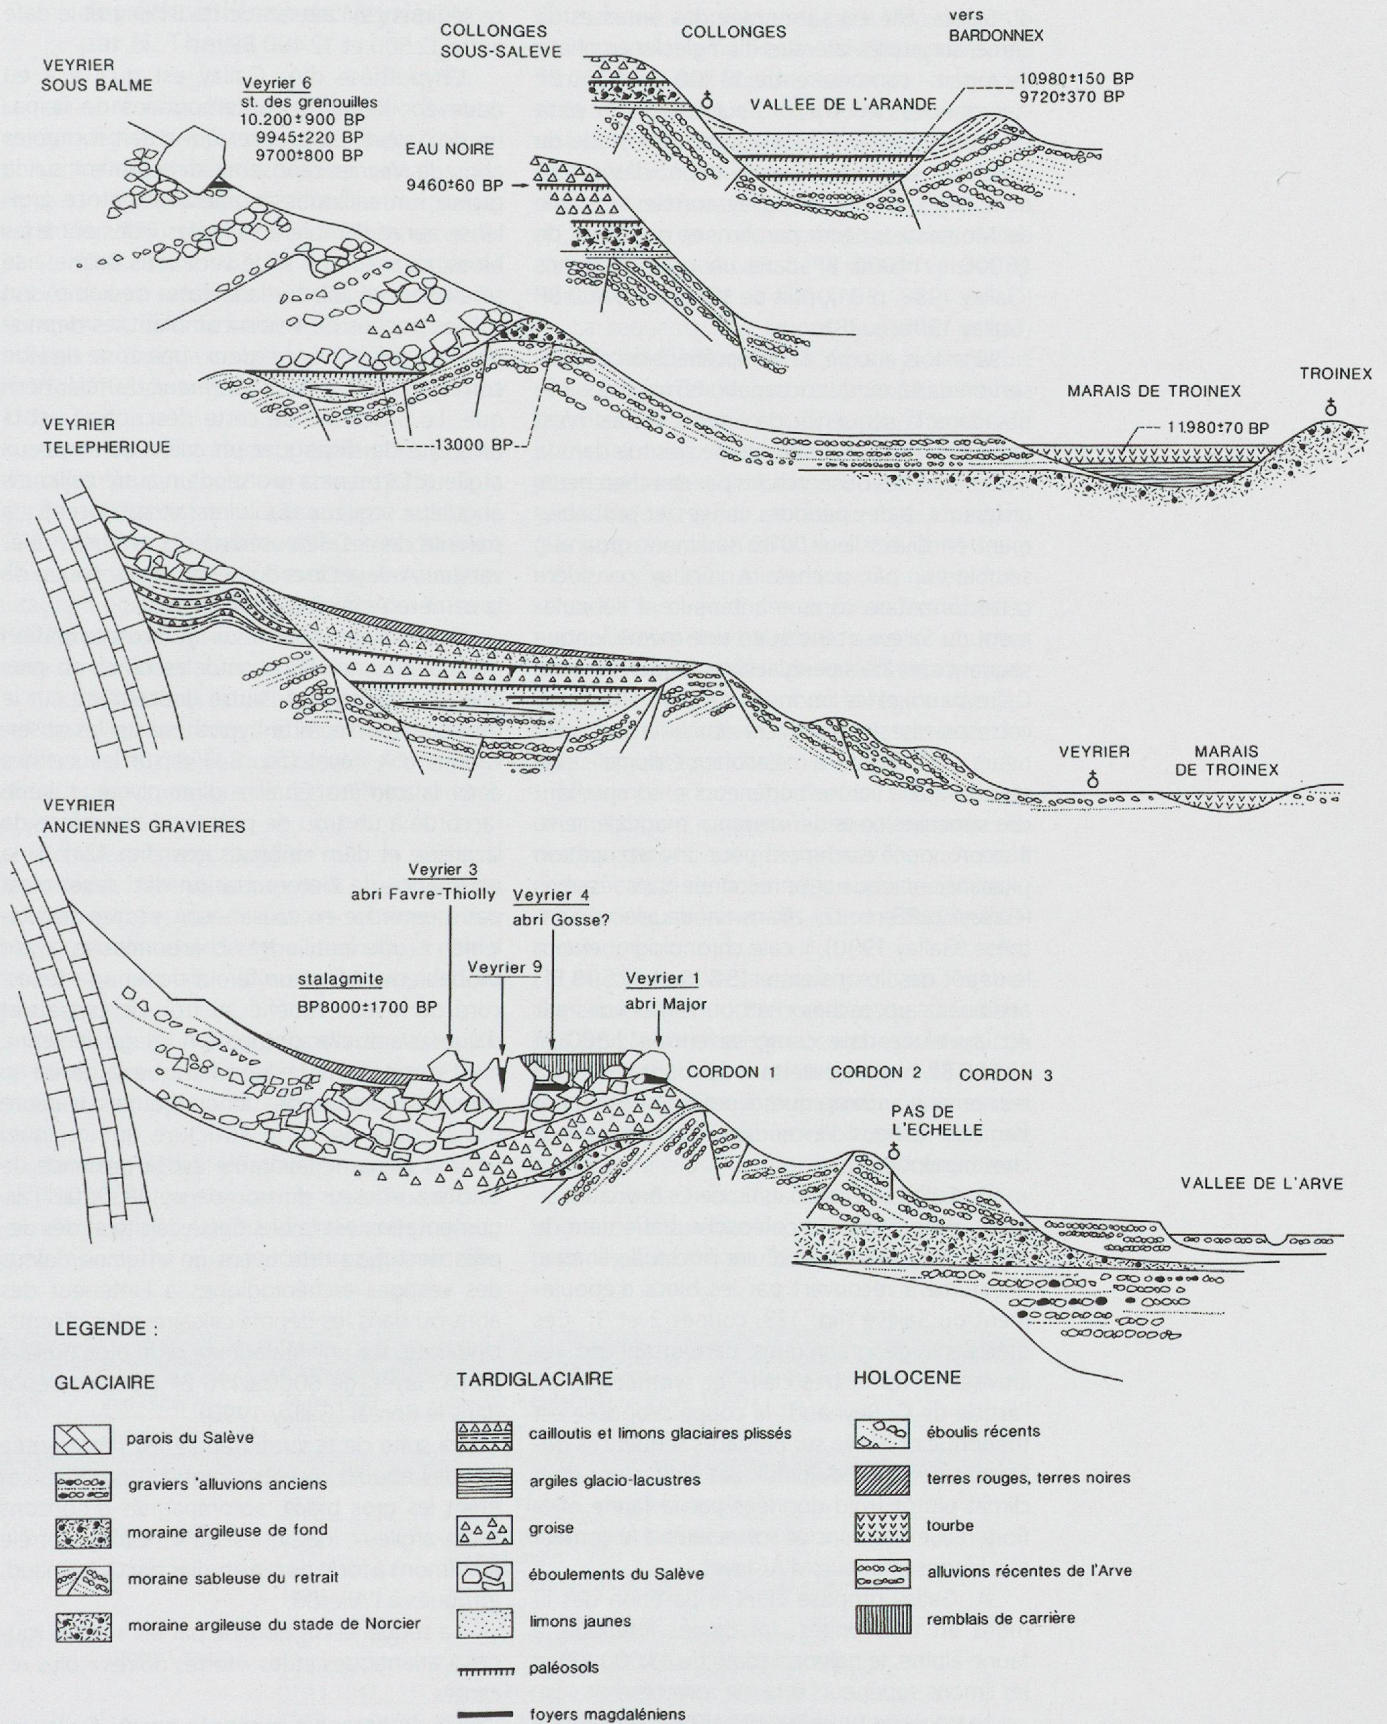 VEYRIER
SOUS BALME
Veyrier 6
st. des grenouilles
10.200±900 BP
9945±220 BP
9700±800 BP
COLLONGES
SOUS-SALEVE
COLLONGES
vers
BARDONNEX
VALLEE DE L'ARANDE
10980±150 BP
9720±370 BP
EAU NOIRE
9460±60 BP
VEYRIER
TELEPHERIQUE
13000 BP
MARAIS DE TROINEX
TROINEX
11980±70 BP
VEYRIER
MARAIS
DE TROINEX
VEYRIER
ANCIENNES GRAVIERES
Veyrier 3
abri Favre-Thiolly
Veyrier 4
abri Gosse?
Veyrier 9
stalagmite
BP8000±1700 BP
Veyrier 1
abri Major
CORDON 1
CORDON 2
CORDON 3
PAS DE
L'ECHELLE
VALLEE DE L'ARVE
LEGENDE :
GLACIAIRE
parois du Salève
graviers 'alluvions anciens
moraine argileuse de fond
moraine sableuse du retrait
moraine argileuse du stade de Norcier
TARDIGLACIAIRE
cailloutis et limons glaciaires plissés
argiles glacio-lacustres
groise
éboulements du Salève
limons jaunes
paléosols
foyers magdaléniens
HOLOCENE
éboulis récents
terres rouges, terres noires
tourbe
alluvions récentes de l'Arve
remblais de carrière